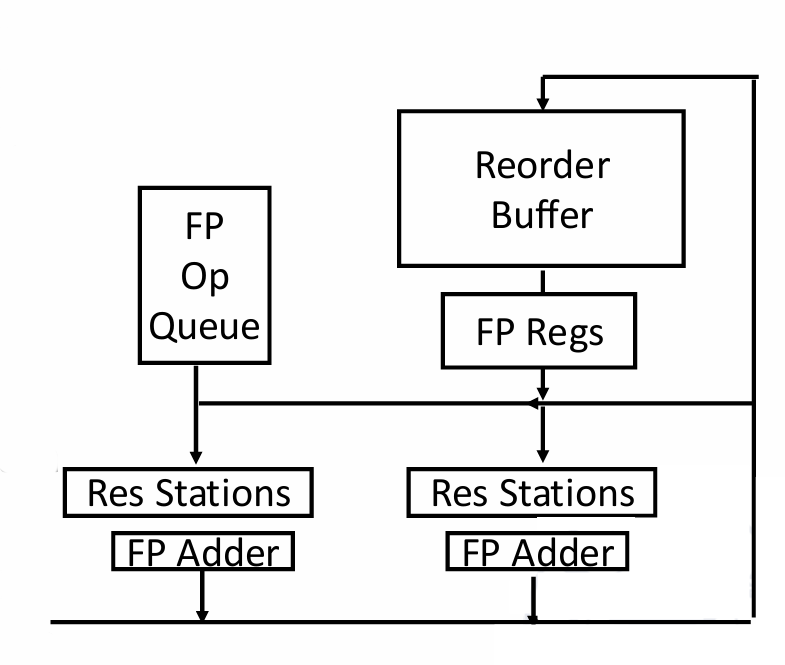 Reorder
Buffer
FP
Op
Queue
FP Regs
Res Stations
Res Stations
FP Adder
FP Adder